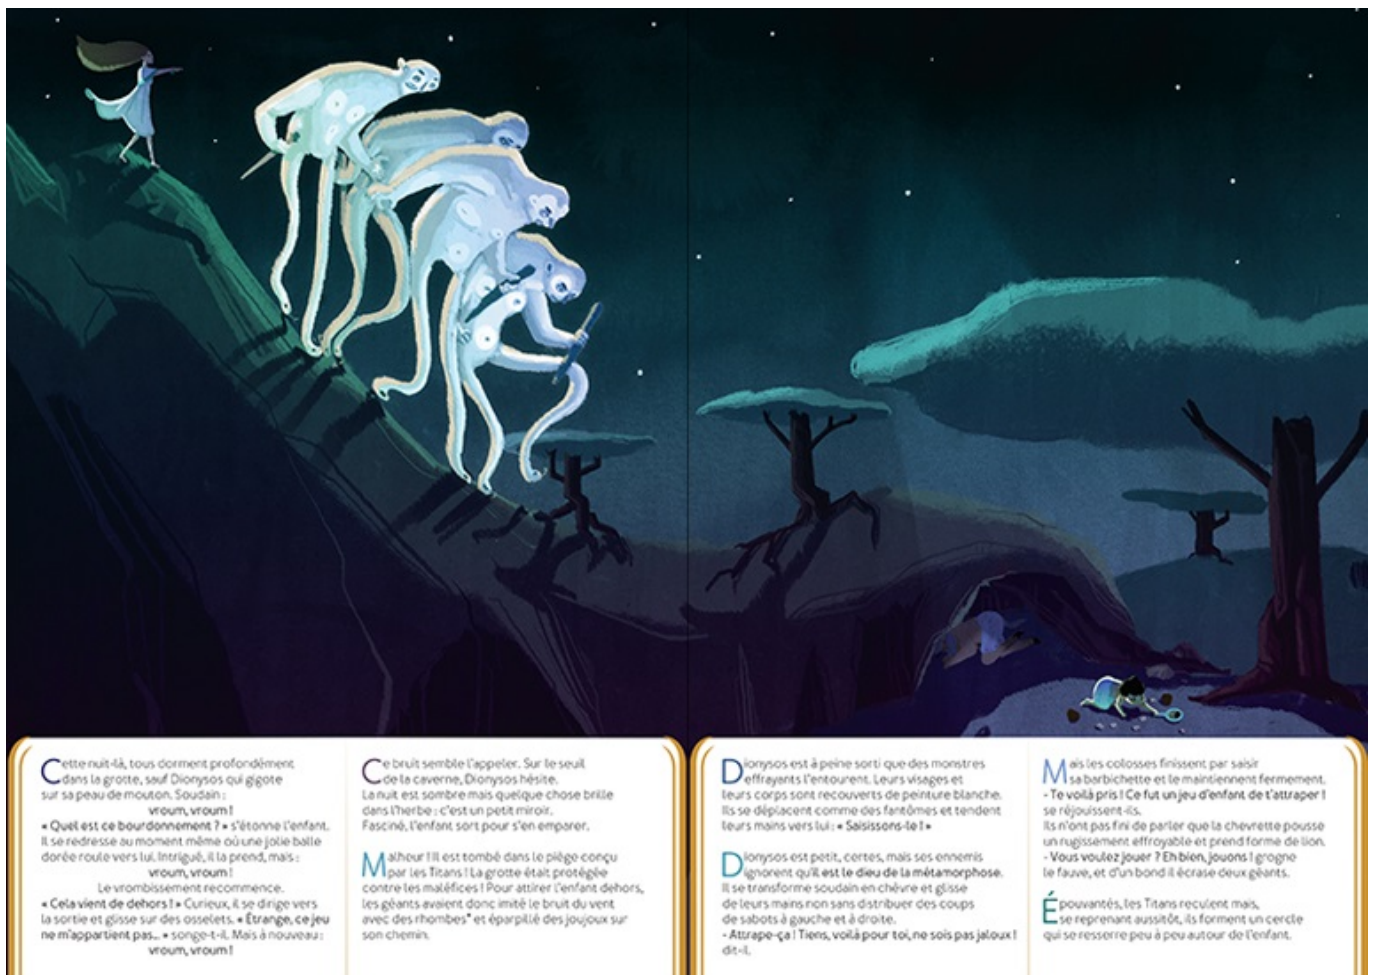 Cette nuit-là, tous dorment profondément
dans la grotte, sauf Dionysos qui gigote
sur sa peau de mouton. Soudain :
vroum, vroum !
« Quel est ce bourdonnement ? » s'étonne l'enfant.
Il se redresse au moment même où une jolie balle
dorée roule vers lui. Intrigué, il la prend, mais :
vroum, vroum !
Le vrombissement recommence.
« Cela vient de dehors ! » Curieux, il se dirige vers
la sortie et glisse sur des osselets. « Étrange, ce jeu
ne m'appartient pas... » songe-t-il. Mais à nouveau :
vroum, vroum !
Ce bruit semble l'appeler. Sur le seuil
de la caverne, Dionysos hésite.
La nuit est sombre mais quelque chose brille
dans l'herbe : c'est un petit miroir.
Fasciné, l'enfant sort pour s'en emparer.
Malheur ! Il est tombé dans le piège conçu
par les Titans ! La grotte était protégée
contre les maléfices ! Pour attirer l'enfant dehors,
les géants avaient donc imité le bruit du vent
avec des rhombes* et éparpillé des joujoux sur
son chemin.
Dionysos est à peine sorti que des monstres
effrayants l'entourent. Leurs visages et
leurs corps sont recouverts de peinture blanche.
Ils se déplacent comme des fantômes et tendent
leurs mains vers lui : « Saisissons-le ! »
Dionysos est petit, certes, mais ses ennemis
ignorent qu'il est le dieu de la métamorphose.
Il se transforme soudain en chèvre et glisse
de leurs mains non sans distribuer des coups
de sabots à gauche et à droite.
- Attrape-ça ! Tiens, voilà pour toi, ne sois pas jaloux !
dit-il.
Mais les colosses finissent par saisir
sa barbichette et le maintiennent fermement.
- Te voilà pris ! Ce fut un jeu d'enfant de t'attraper !
se réjouissent-ils.
Ils n'ont pas fini de parler que la chevrette pousse
un rugissement effroyable et prend forme de lion.
- Vous voulez jouer ? Eh bien, jouons ! grogne
le fauve, et d'un bond il écrase deux géants.
Épouvantés, les Titans reculent mais,
se reprenant aussitôt, ils forment un cercle
qui se resserre peu à peu autour de l'enfant.